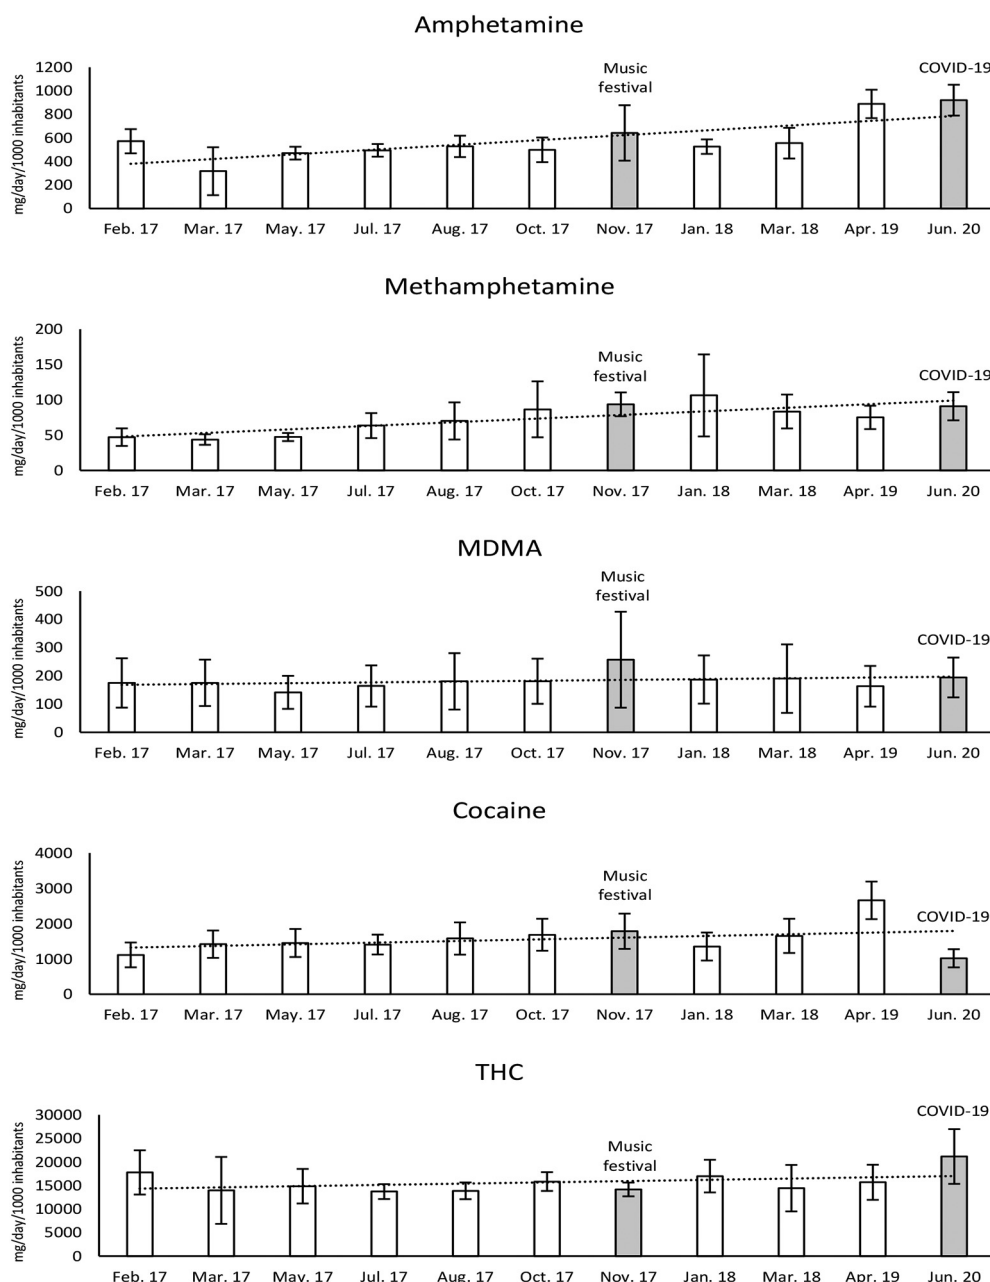 Amphetamine
mg/day/1000 inhabitants
1200
1000
800
600
400
200
0
Music
festival
COVID-19
Feb. 17 Mar. 17 May. 17 Jul. 17 Aug. 17 Oct. 17 Nov. 17 Jan. 18 Mar. 18 Apr. 19 Jun. 20
Methamphetamine
mg/day/1000 inhabitants
200
150
100
50
0
Music
festival
COVID-19
Feb. 17 Mar. 17 May. 17 Jul. 17 Aug. 17 Oct. 17 Nov. 17 Jan. 18 Mar. 18 Apr. 19 Jun. 20
MDMA
mg/day/1000 inhabitants
500
400
300
200
100
0
Music
festival
COVID-19
Feb. 17 Mar. 17 May. 17 Jul. 17 Aug. 17 Oct. 17 Nov. 17 Jan. 18 Mar. 18 Apr. 19 Jun. 20
Cocaine
mg/day/1000 inhabitants
4000
3000
2000
1000
0
Music
festival
COVID-19
Feb. 17 Mar. 17 May. 17 Jul. 17 Aug. 17 Oct. 17 Nov. 17 Jan. 18 Mar. 18 Apr. 19 Jun. 20
THC
mg/day/1000 inhabitants
30000
25000
20000
15000
10000
5000
0
Music
festival
COVID-19
Feb. 17 Mar. 17 May. 17 Jul. 17 Aug. 17 Oct. 17 Nov. 17 Jan. 18 Mar. 18 Apr. 19 Jun. 20